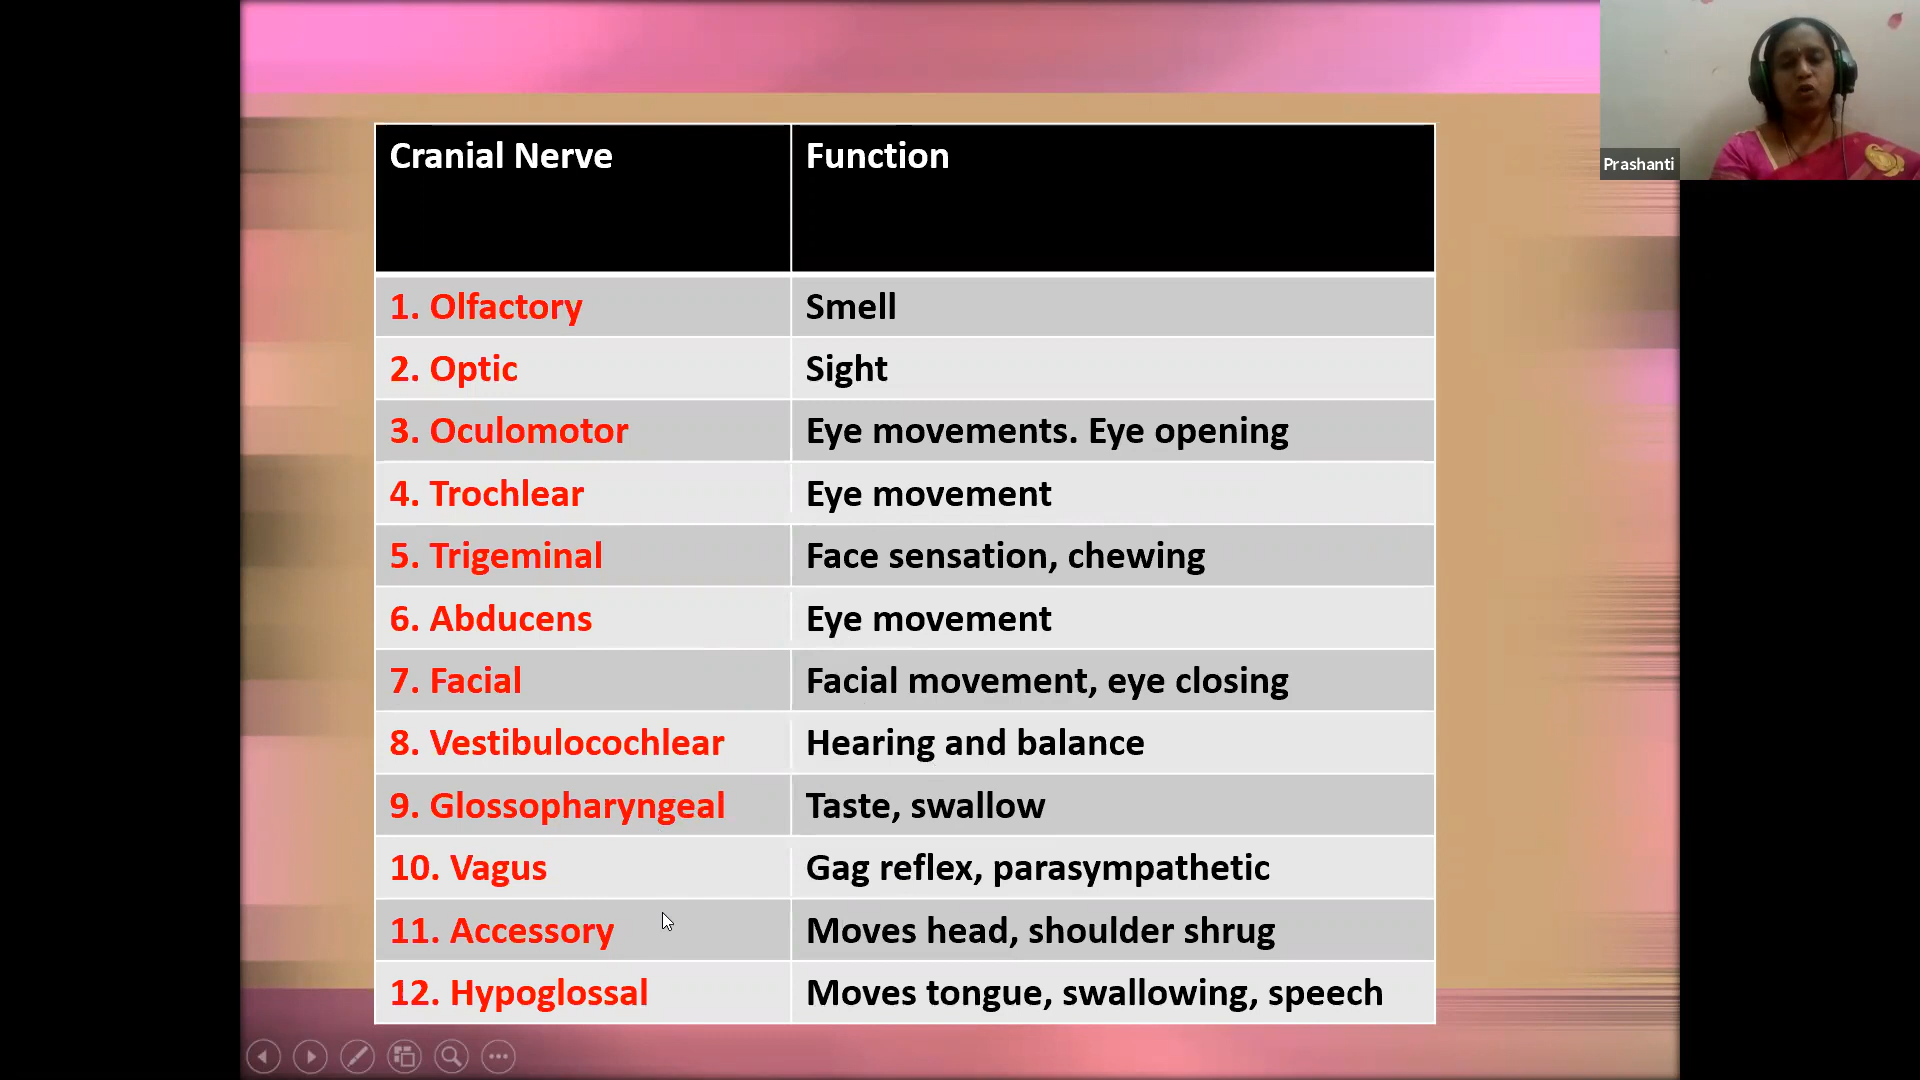 Cranial Nerve Function
1. Olfactory Smell
2. Optic Sight
3. Oculomotor Eye movements. Eye opening
4. Trochlear Eye movement
5. Trigeminal Face sensation, chewing
6. Abducens Eye movement
7. Facial Facial movement, eye closing
8. Vestibulocochlear Hearing and balance
9. Glossopharyngeal Taste, swallow
10. Vagus Gag reflex, parasympathetic
11. Accessory Moves head, shoulder shrug
12. Hypoglossal Moves tongue, swallowing, speech
Prashanti